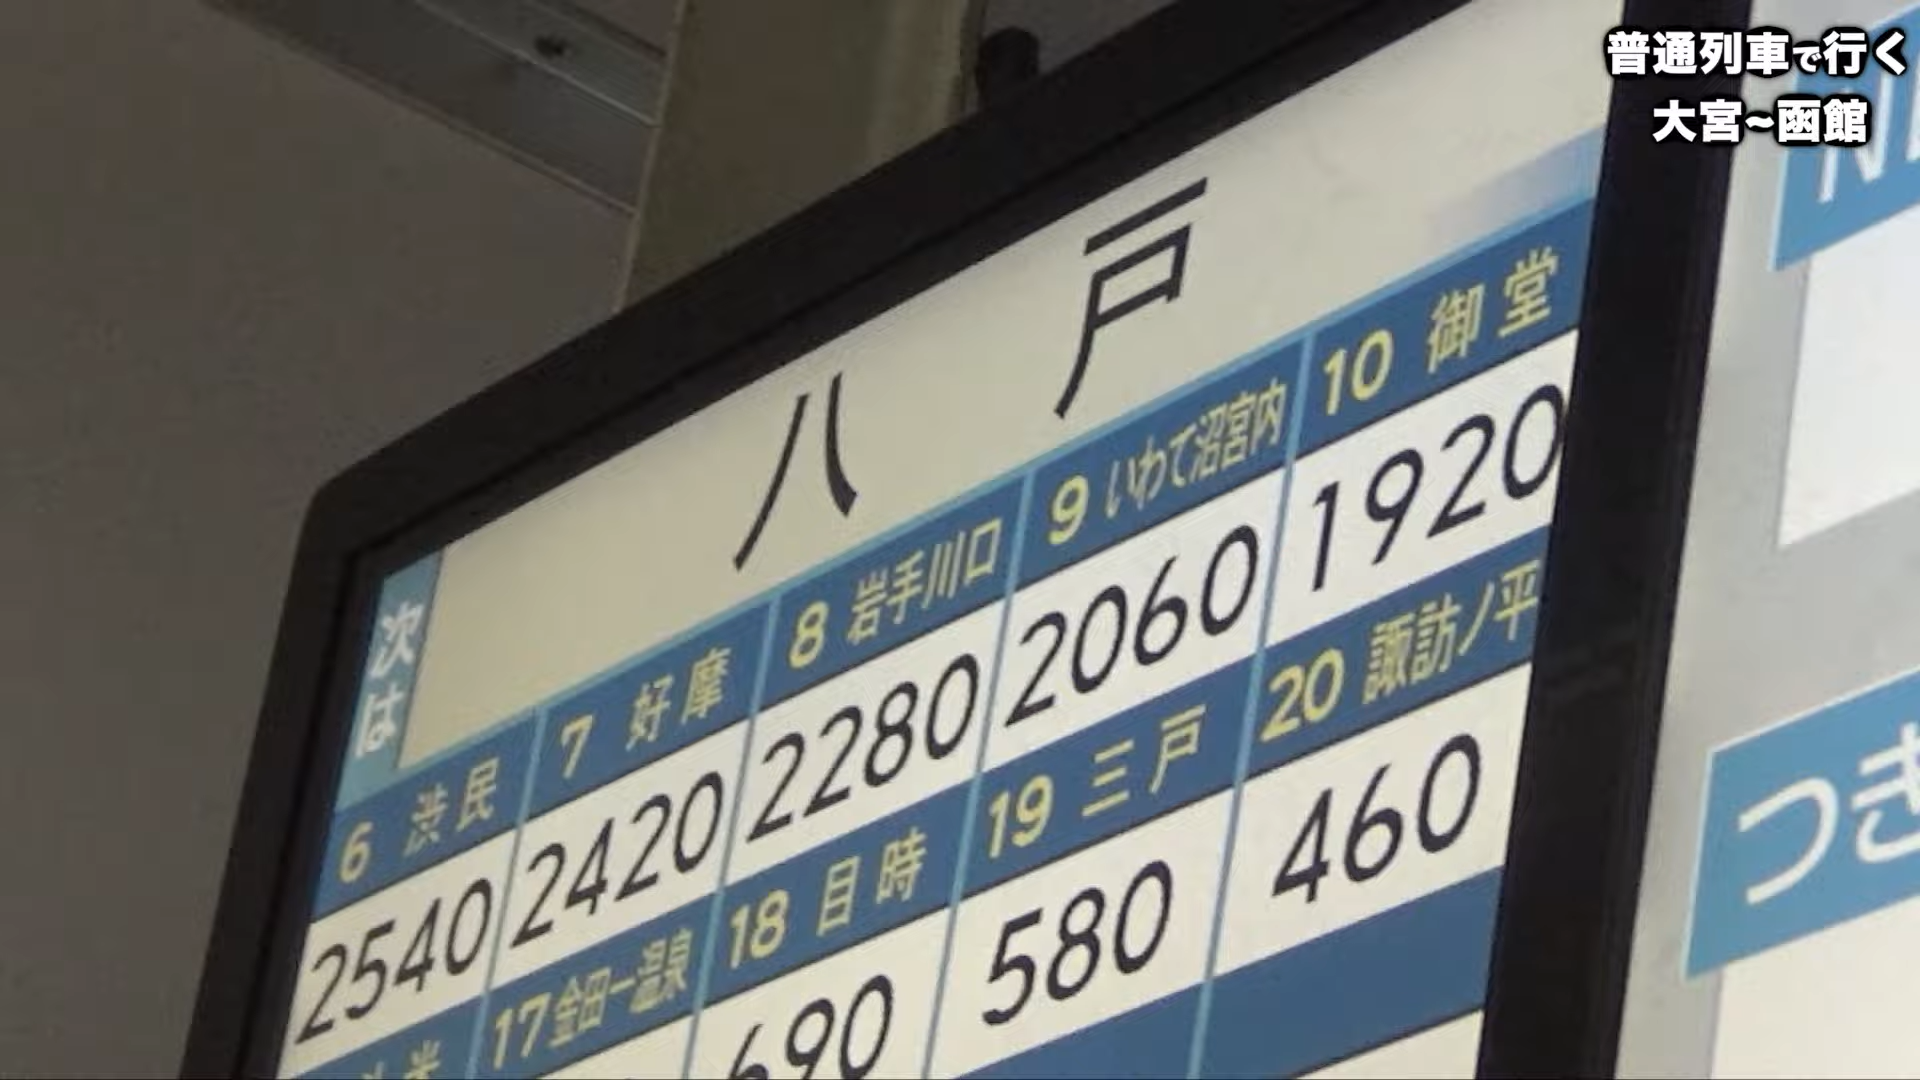 普通列車で行く
大宮~函館
次は
八戸
6 渋民
7 好摩
8 岩手川口
9 いわて沼宮内
10 御堂
2540
2420
2280
2060
1920
17 金田一温泉
18 目時
19 三戸
20 諏訪ノ平
690
580
460
つぎ